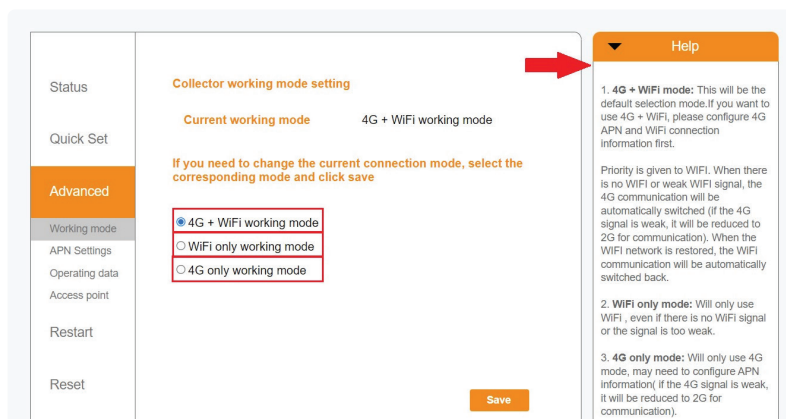 Status
Quick Set
Advanced
Working mode
APN Settings
Operating data
Access point
Restart
Reset
Collector working mode setting
Current working mode 4G + WiFi working mode
If you need to change the current connection mode, select the
corresponding mode and click save
4G + WiFi working mode
WiFi only working mode
4G only working mode
Save
Help
1. 4G + WiFi mode: This will be the
default selection mode.If you want to
use 4G + WiFi, please configure 4G
APN and WiFi connection
information first.
Priority is given to WIFI. When there
is no WIFI or weak WIFI signal, the
4G communication will be
automatically switched (if the 4G
signal is weak, it will be reduced to
2G for communication). When the
WIFI network is restored, the WiFi
communication will be automatically
switched back.
2. WiFi only mode: Will only use
WiFi , even if there is no WiFi signal
or the signal is too weak.
3. 4G only mode: Will only use 4G
mode, may need to configure APN
information( if the 4G signal is weak,
it will be reduced to 2G for
communication).